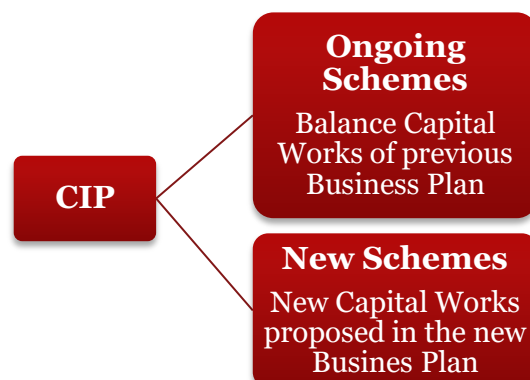 CIP
Ongoing
Schemes
Balance Capital
Works of previous
Business Plan
New Schemes
New Capital Works
proposed in the new
Business Plan